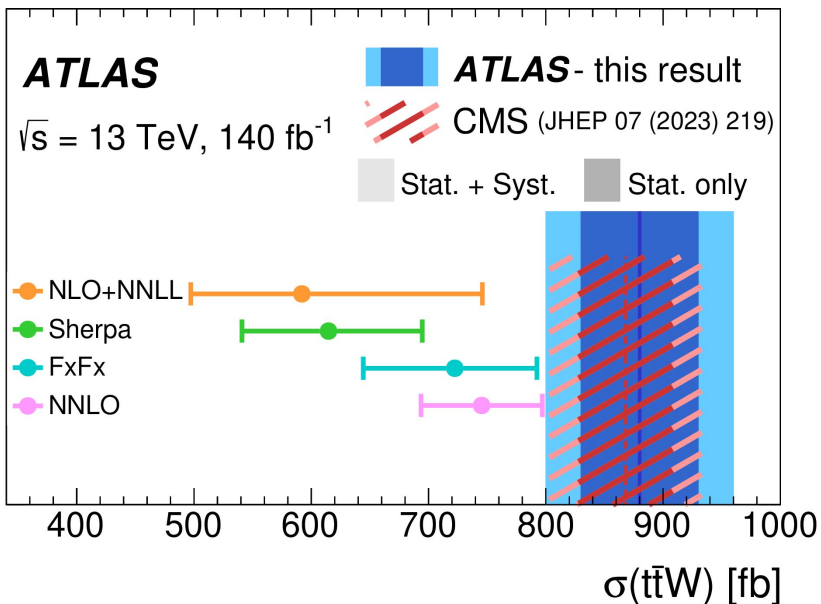 ATLAS
√s = 13 TeV, 140 fb⁻¹
ATLAS - this result
CMS (JHEP 07 (2023) 219)
Stat. + Syst.
Stat. only
NLO+NNLL
Sherpa
FxFx
NNLO
400 500 600 700 800 900 1000
σ(tt̄W) [fb]